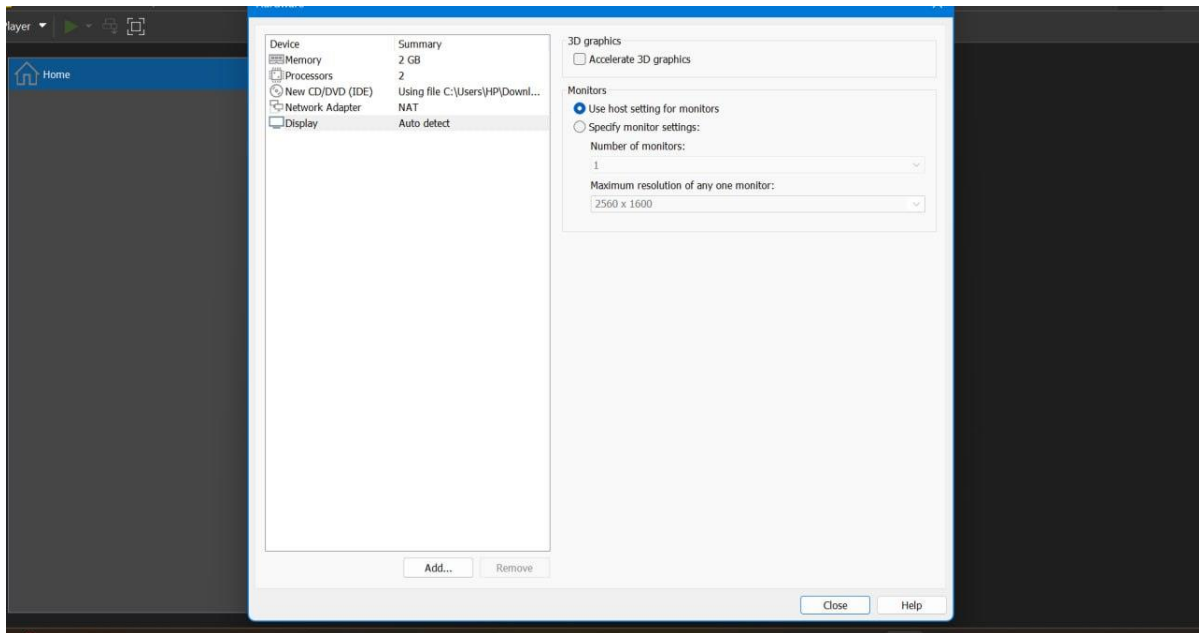 Hardware
layer
Home
Device Summary
Memory 2 GB
Processors 2
New CD/DVD (IDE) Using file C:\Users\HP\Downl...
Network Adapter NAT
Display Auto detect
Add... Remove
3D graphics
Accelerate 3D graphics
Monitors
Use host setting for monitors
Specify monitor settings:
Number of monitors:
1
Maximum resolution of any one monitor:
2560 x 1600
Close Help